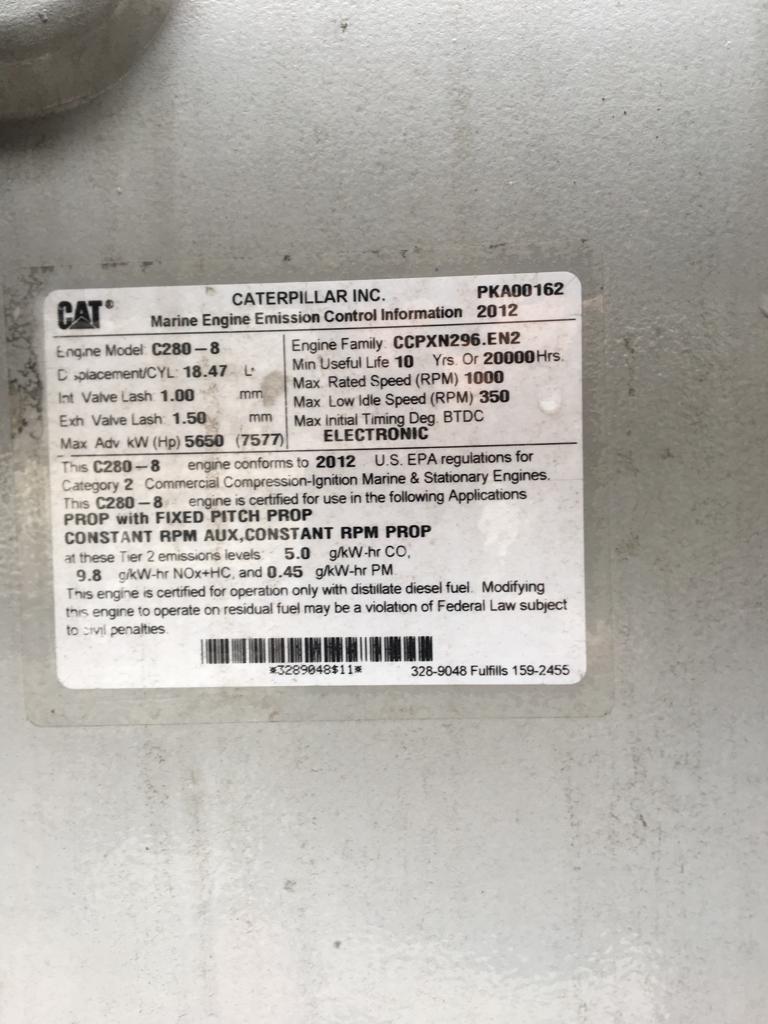 CAT®
CATERPILLAR INC. PKA00162
Marine Engine Emission Control Information 2012
Engine Model C280-8
Displacement/CYL 18.47 L
Int Valve Lash 1.00 mm
Exh Valve Lash 1.50 mm
Max Adv kW (Hp) 5650 (7577)
Engine Family CCPXN296.EN2
Min Useful Life 10 Yrs. Or 20000 Hrs.
Max Rated Speed (RPM) 1000
Max Low Idle Speed (RPM) 350
Max Initial Timing Deg. BTDC
ELECTRONIC
This C280-8 engine conforms to 2012 U.S. EPA regulations for
Category 2 Commercial Compression-Ignition Marine & Stationary Engines.
This C280-8 engine is certified for use in the following Applications
PROP with FIXED PITCH PROP
CONSTANT RPM AUX,CONSTANT RPM PROP
at these Tier 2 emissions levels: 5.0 g/kW-hr CO,
9.8 g/kW-hr NOx+HC, and 0.45 g/kW-hr PM
This engine is certified for operation only with distillate diesel fuel. Modifying
this engine to operate on residual fuel may be a violation of Federal Law subject
to civil penalties.
*3289048$11* 328-9048 Fulfills 159-2455